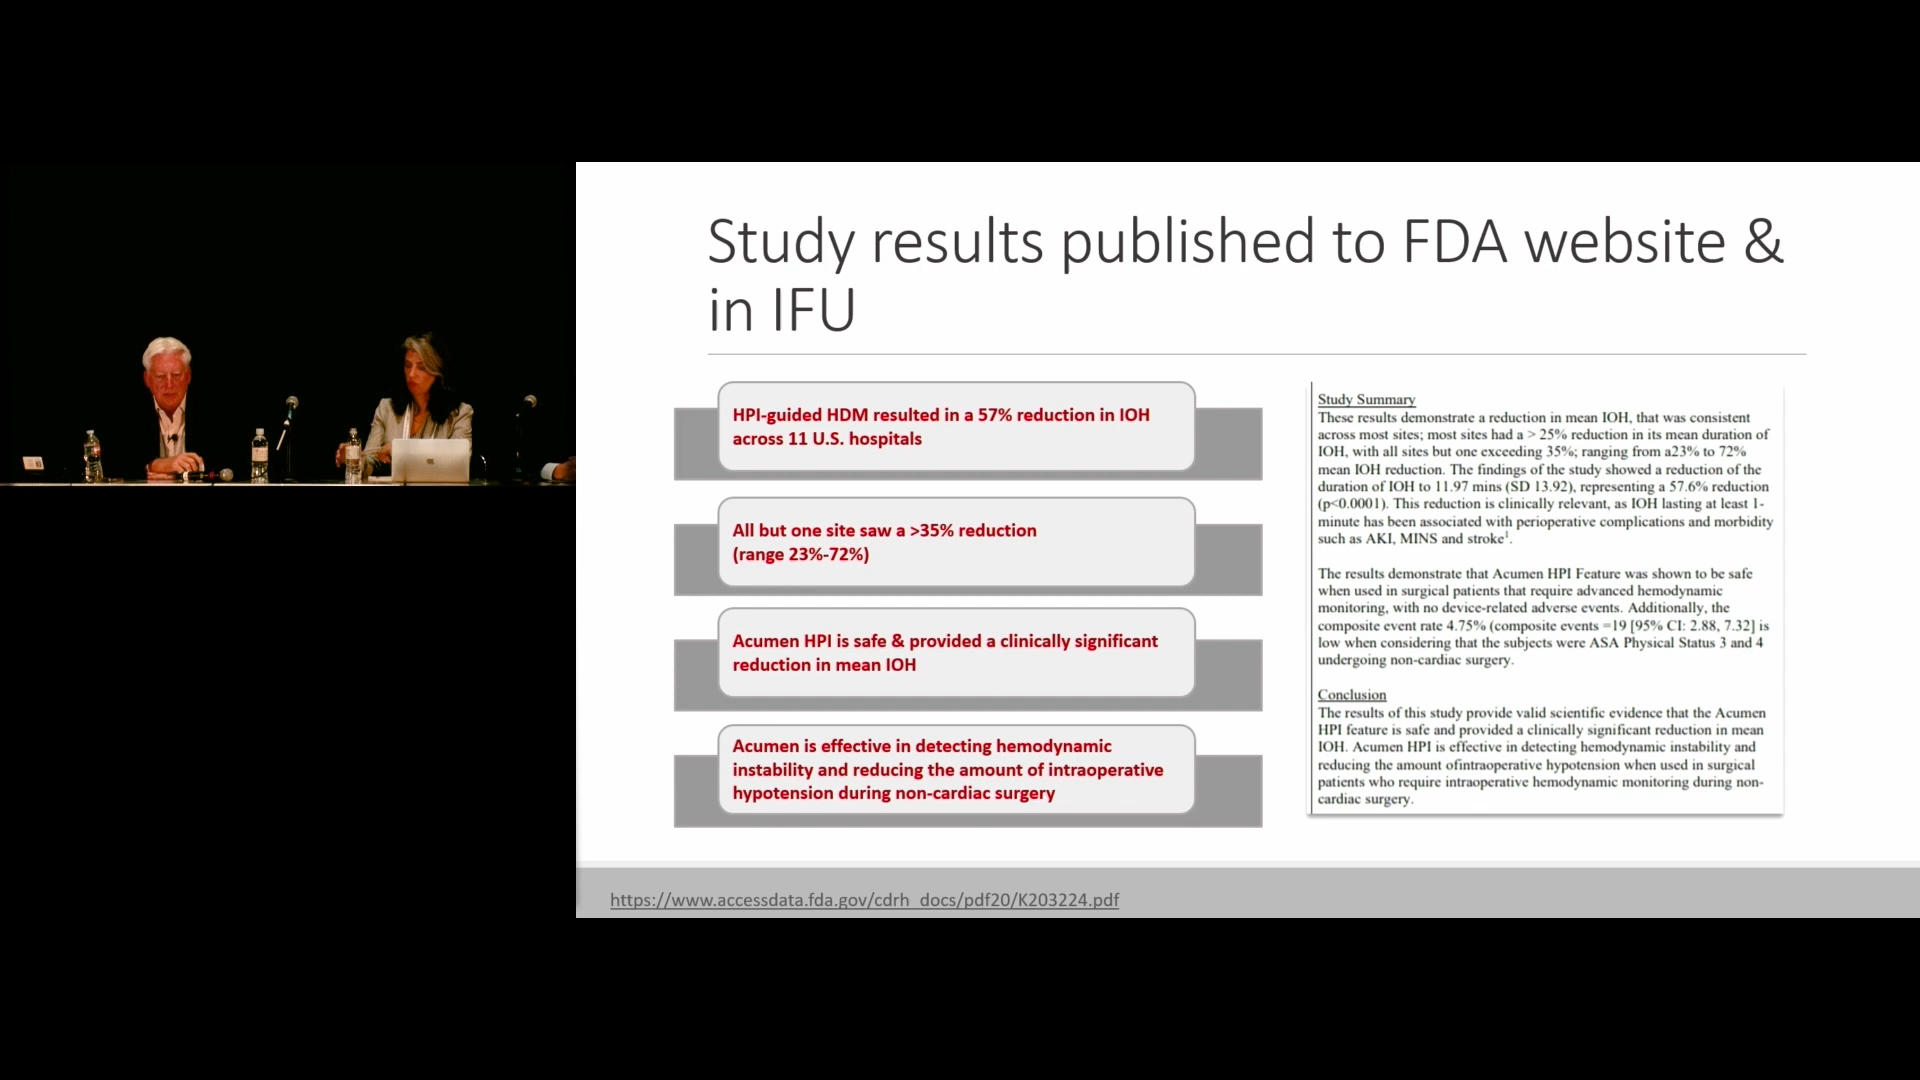 Study results published to FDA website &
in IFU
HPI-guided HDM resulted in a 57% reduction in IOH
across 11 U.S. hospitals
All but one site saw a >35% reduction
(range 23%-72%)
Acumen HPI is safe & provided a clinically significant
reduction in mean IOH
Acumen is effective in detecting hemodynamic
instability and reducing the amount of intraoperative
hypotension during non-cardiac surgery
Study Summary
These results demonstrate a reduction in mean IOH, that was consistent
across most sites; most sites had a > 25% reduction in its mean duration of
IOH, with all sites but one exceeding 35%; ranging from a23% to 72%
mean IOH reduction. The findings of the study showed a reduction of the
duration of IOH to 11.97 mins (SD 13.92), representing a 57.6% reduction
(p<0.0001). This reduction is clinically relevant, as IOH lasting at least 1-
minute has been associated with perioperative complications and morbidity
such as AKI, MINS and stroke¹.
The results demonstrate that Acumen HPI Feature was shown to be safe
when used in surgical patients that require advanced hemodynamic
monitoring, with no device-related adverse events. Additionally, the
composite event rate 4.75% (composite events =19 [95% CI: 2.88, 7.32] is
low when considering that the subjects were ASA Physical Status 3 and 4
undergoing non-cardiac surgery.
Conclusion
The results of this study provide valid scientific evidence that the Acumen
HPI feature is safe and provided a clinically significant reduction in mean
IOH. Acumen HPI is effective in detecting hemodynamic instability and
reducing the amount ofintraoperative hypotension when used in surgical
patients who require intraoperative hemodynamic monitoring during non-
cardiac surgery.
https://www.accessdata.fda.gov/cdrh_docs/pdf20/K203224.pdf